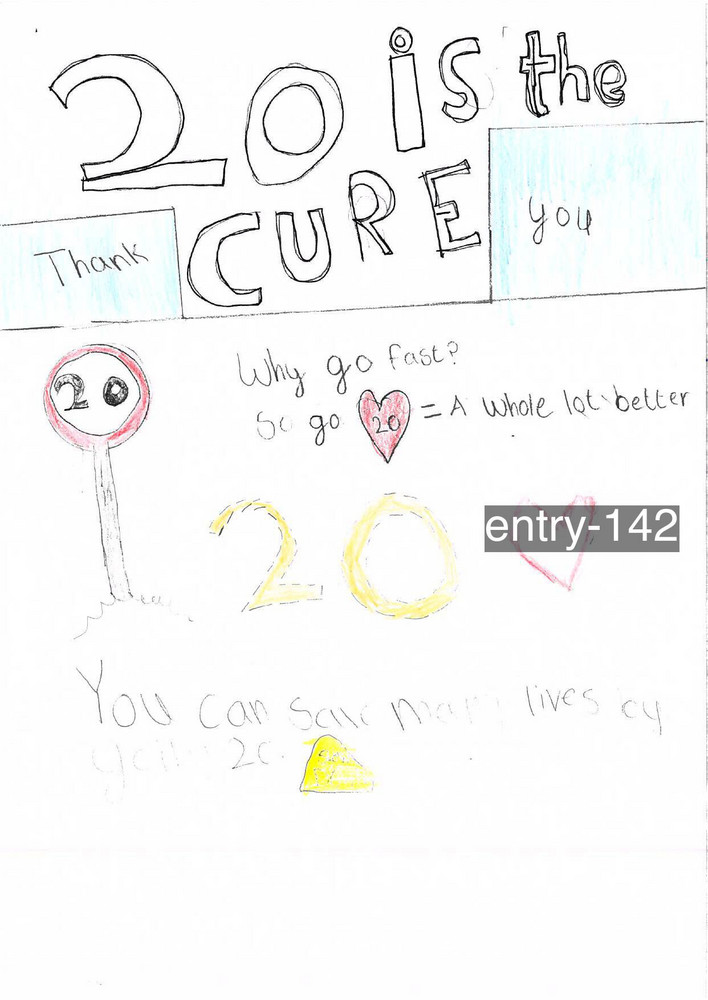 20 is the
CURE
Thank you
20
Why go fast?
So go 20 = A whole lot better
20
entry-142
You can save many lives by
20